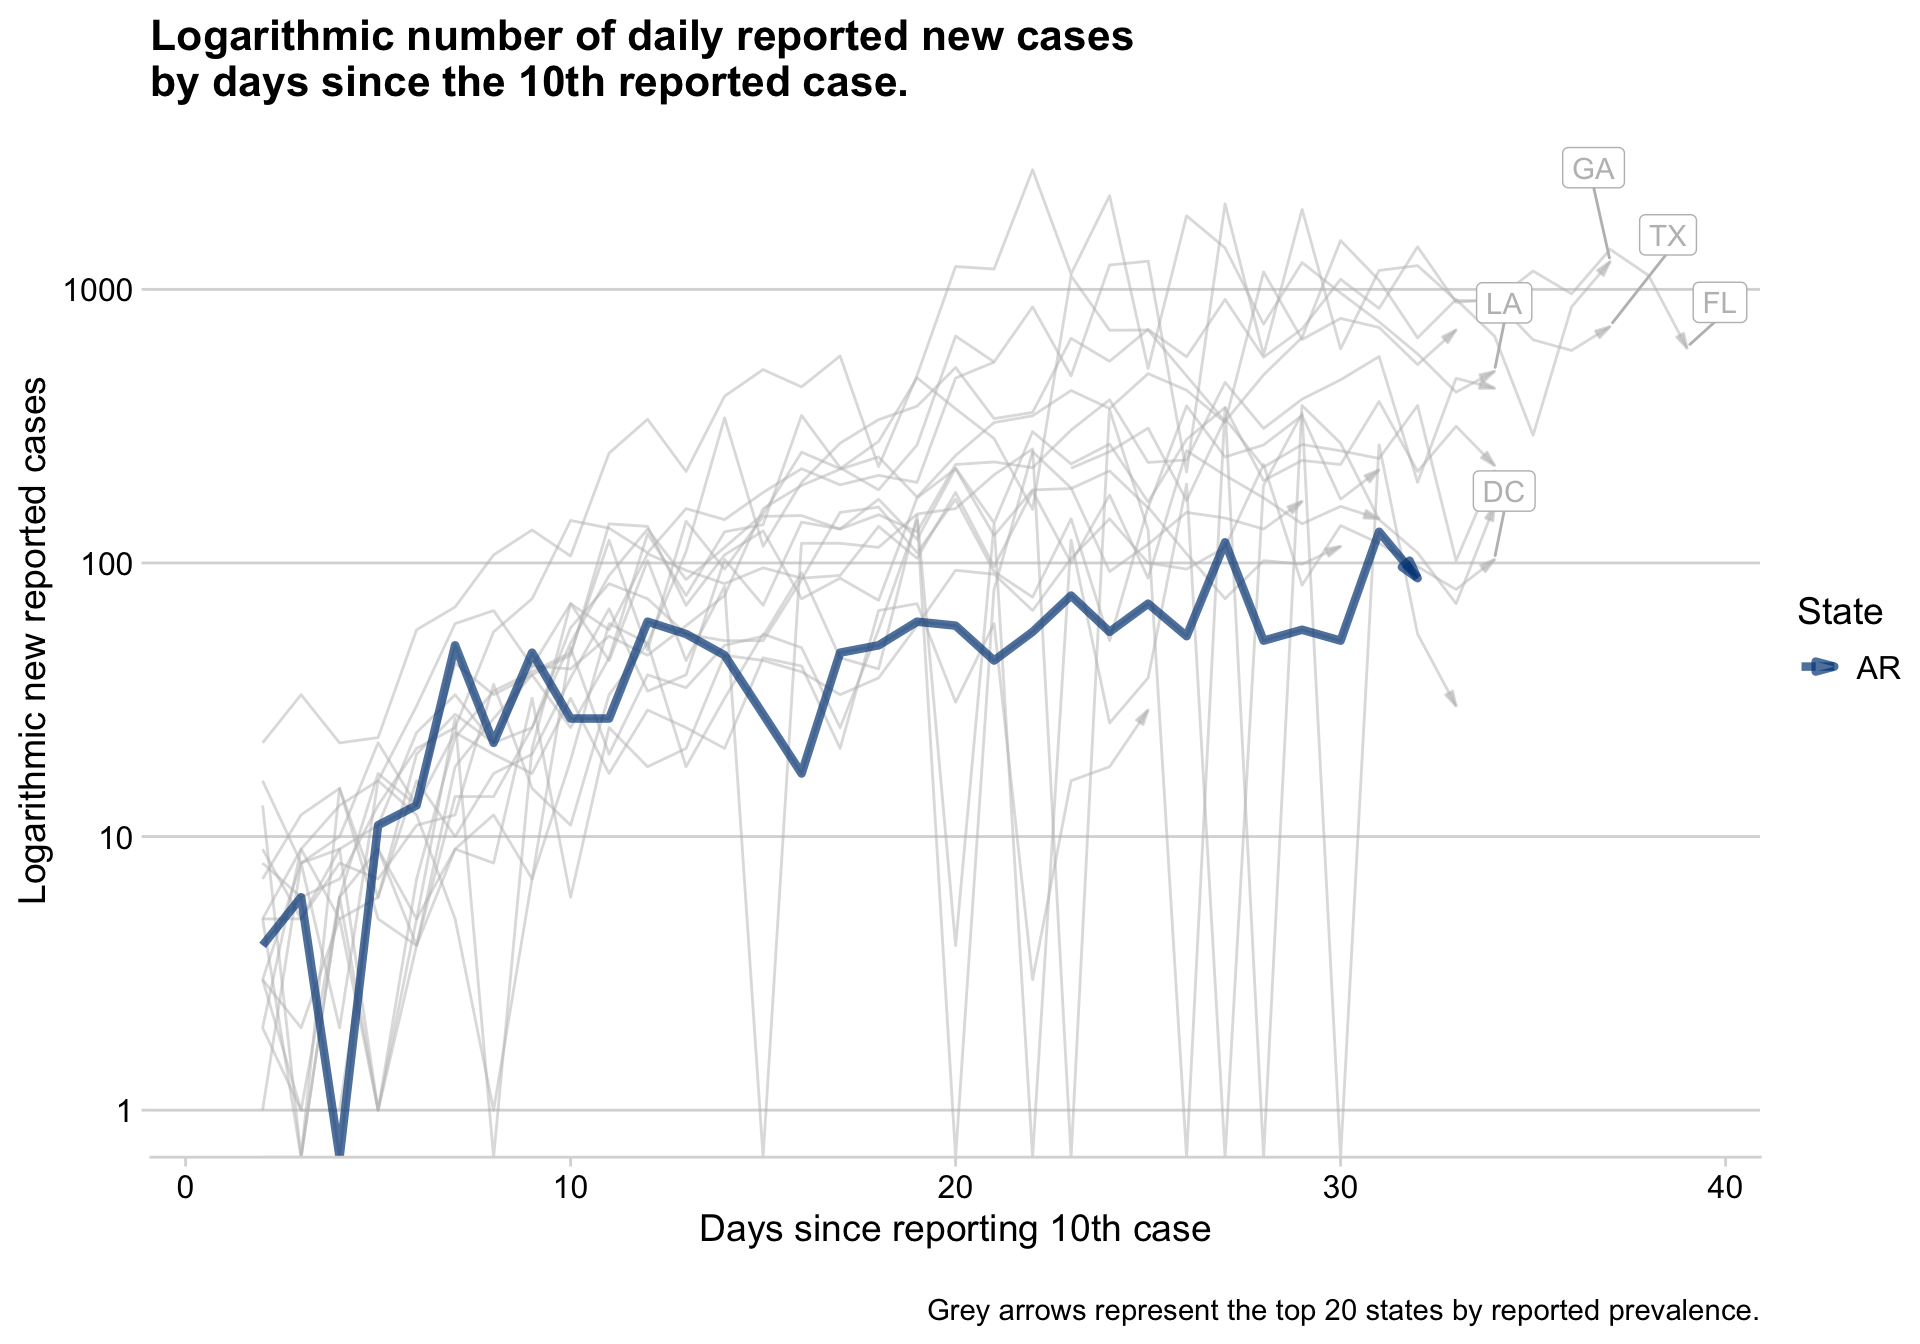 Logarithmic number of daily reported new cases
by days since the 10th reported case.
GA
TX
FL
LA
DC
1000
100
10
1
Logarithmic new reported cases
0 10 20 30 40
Days since reporting 10th case
State
AR
Grey arrows represent the top 20 states by reported prevalence.